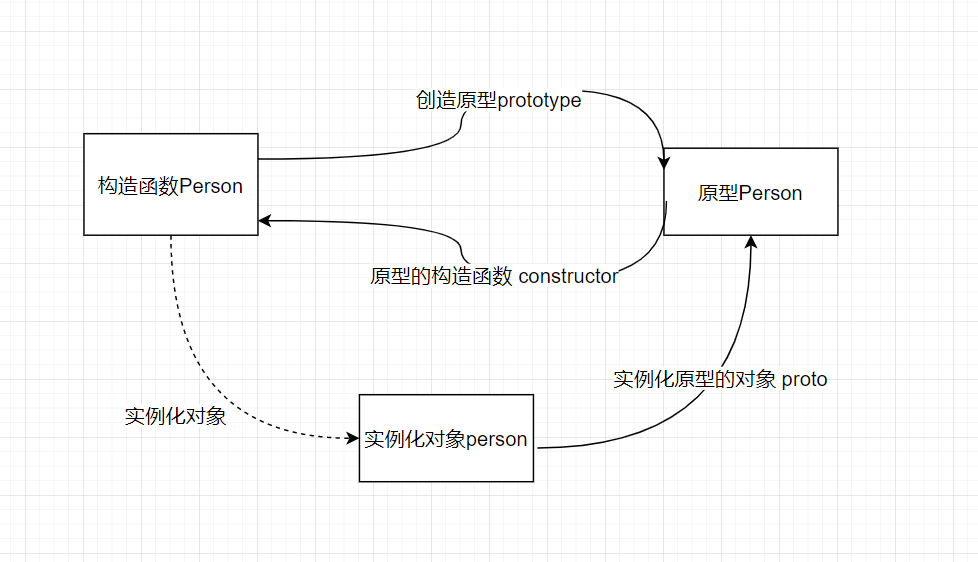 创造原型prototype
构造函数Person
原型Person
原型的构造函数 constructor
实例化原型的对象 proto
实例化对象
实例化对象person